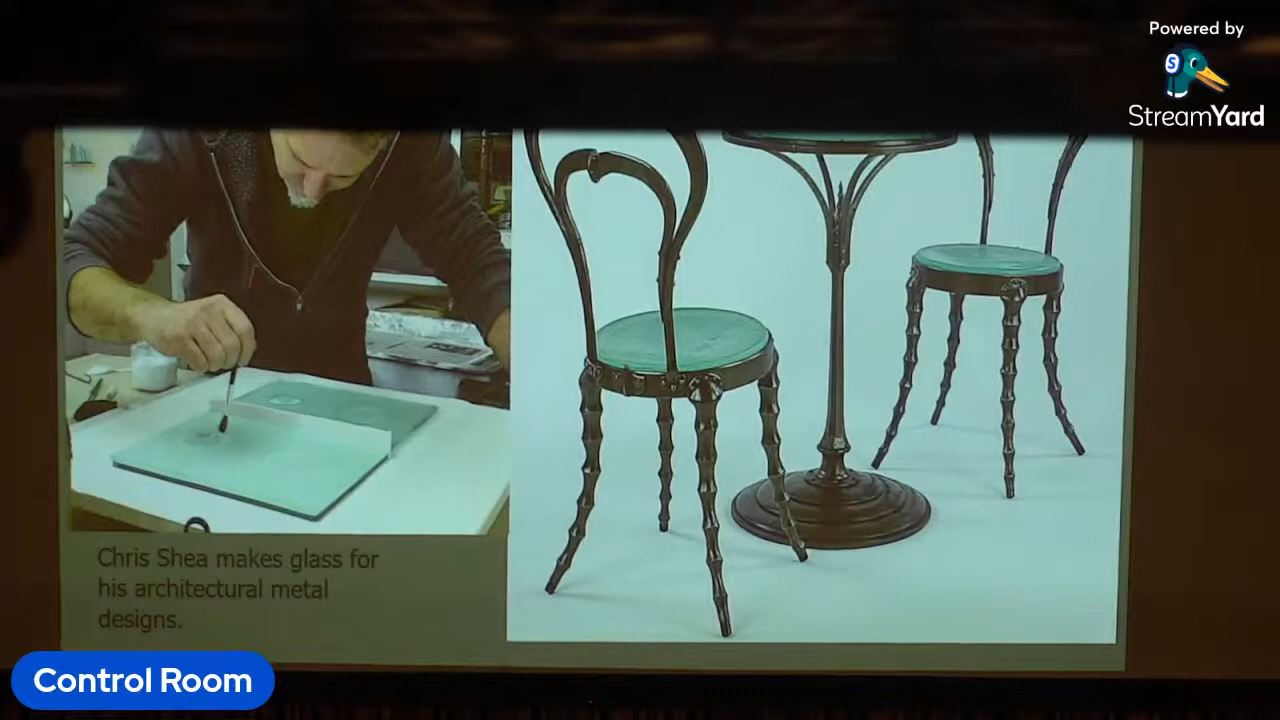 Powered by
S
StreamYard
Chris Shea makes glass for
his architectural metal
designs.
Control Room